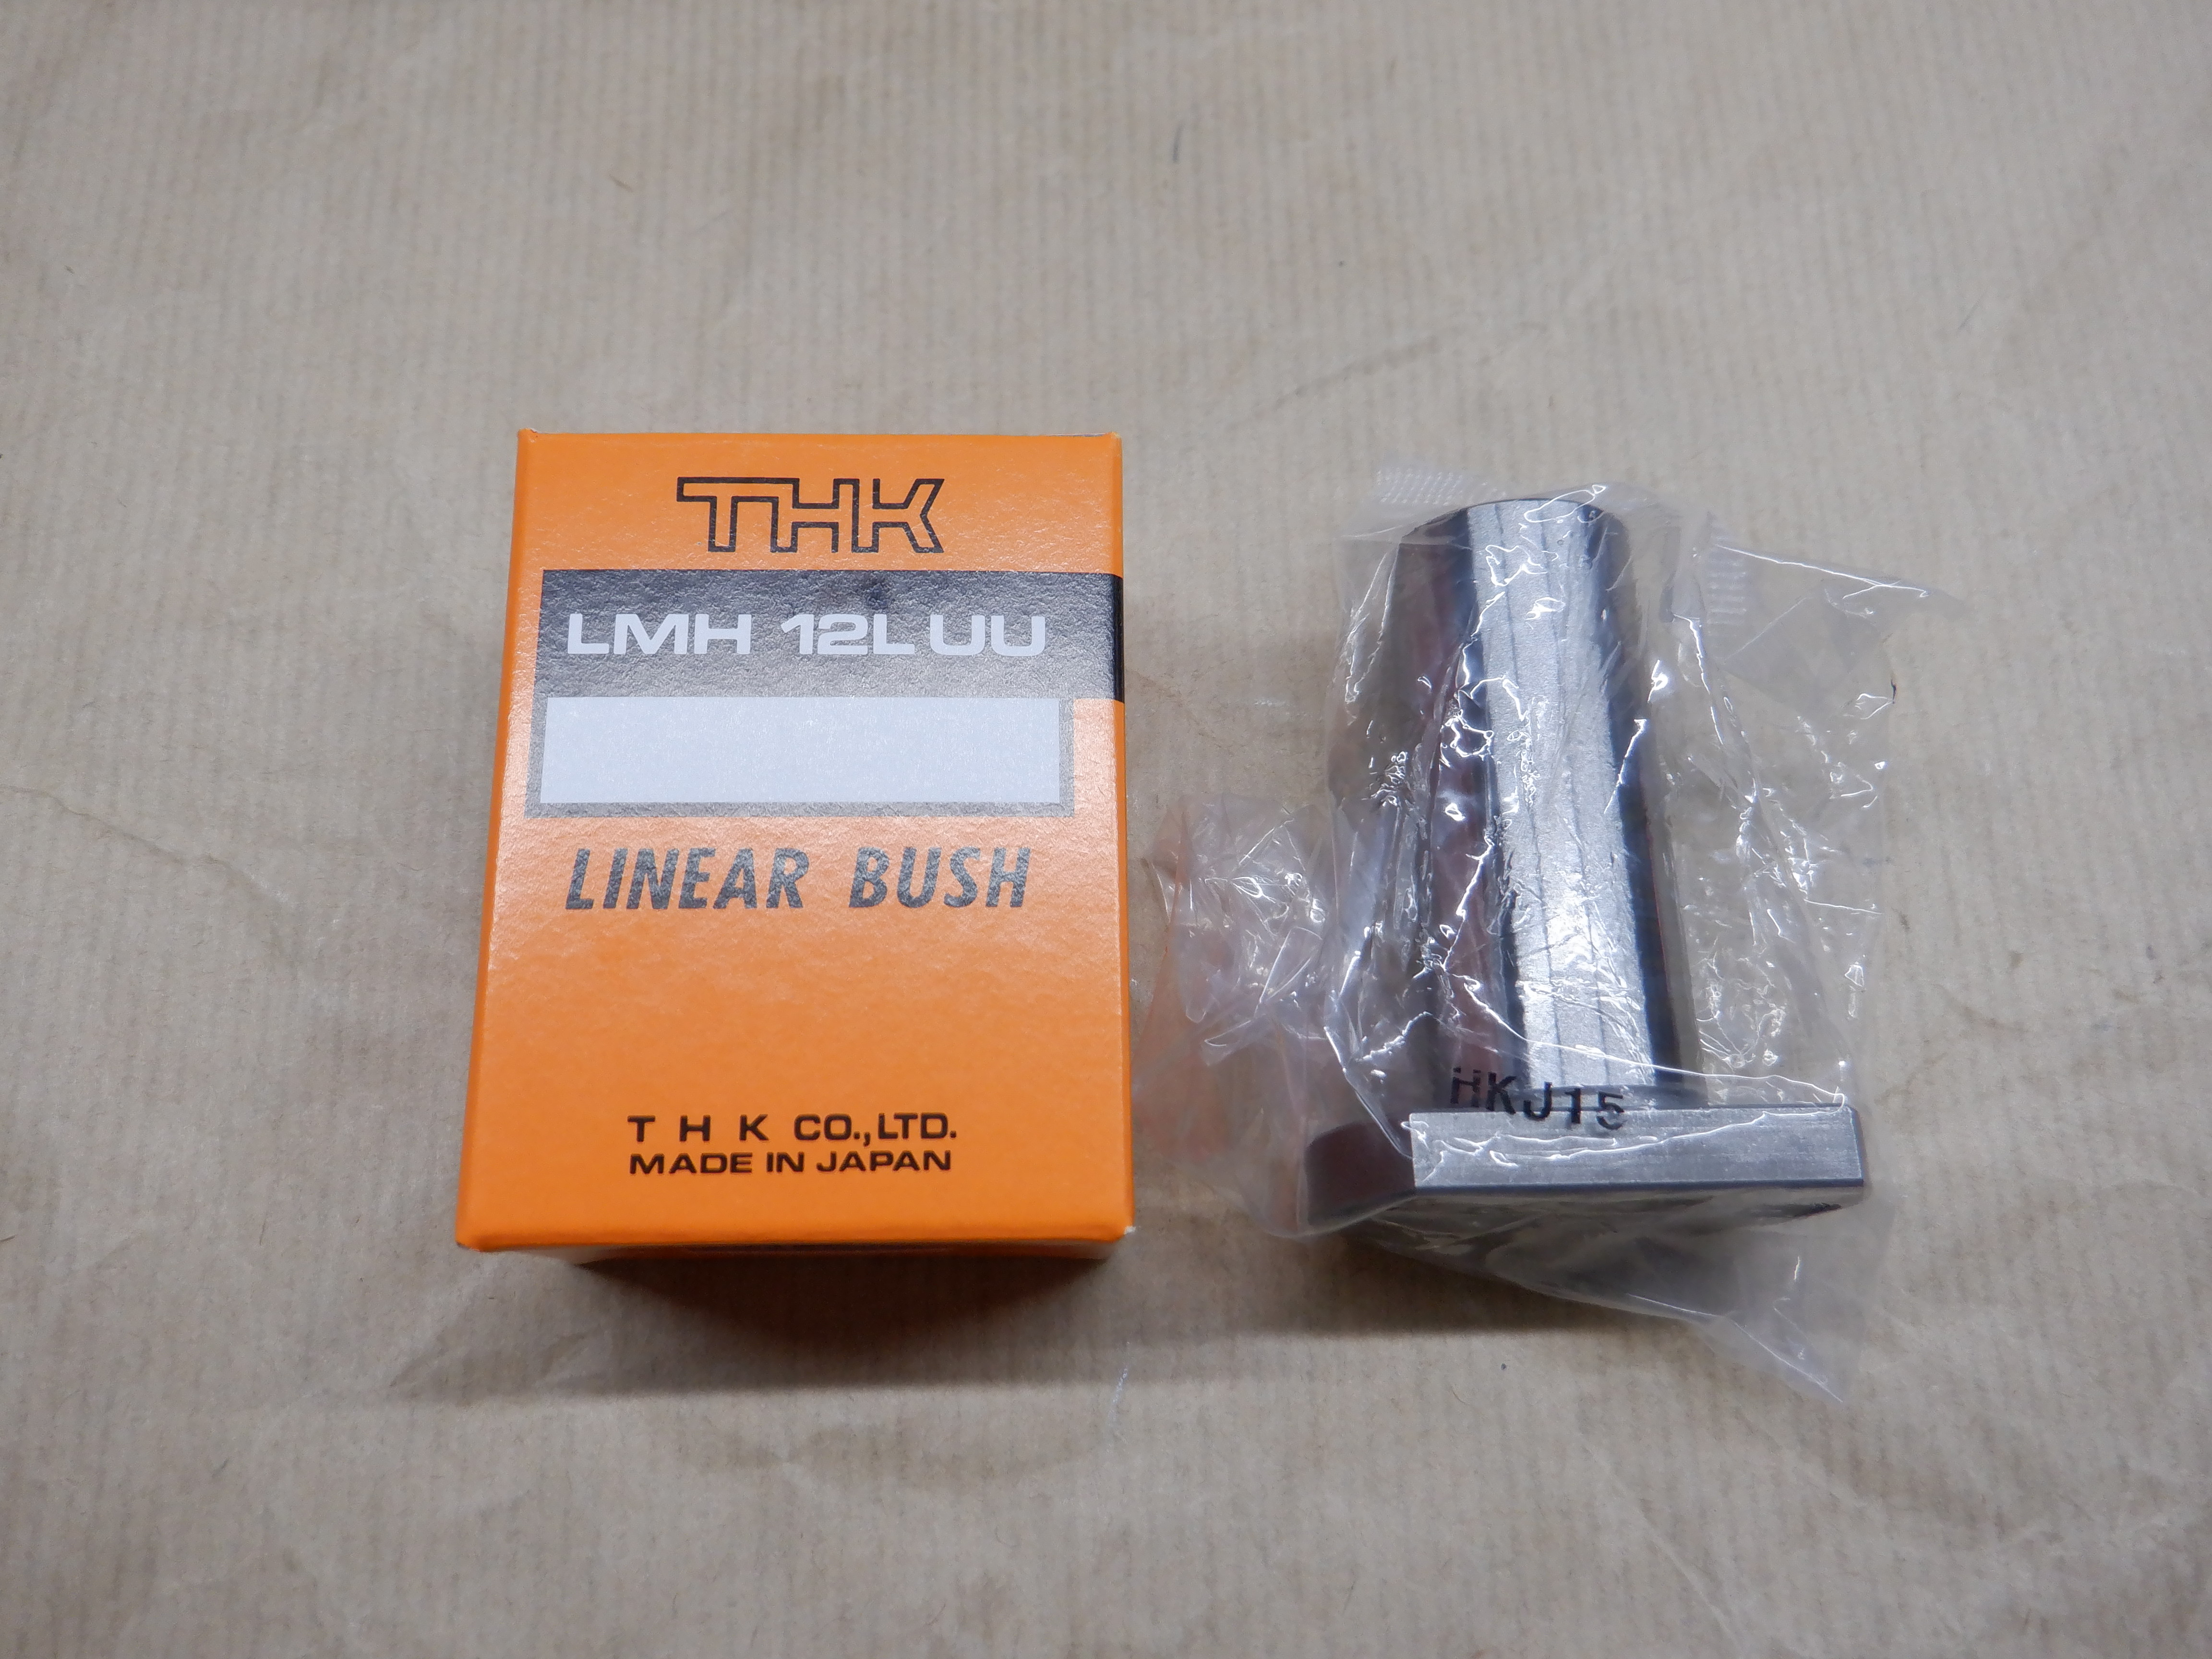 THK
LMH 12L UU
LINEAR BUSH
T H K CO.,LTD.
MADE IN JAPAN
HKJ15